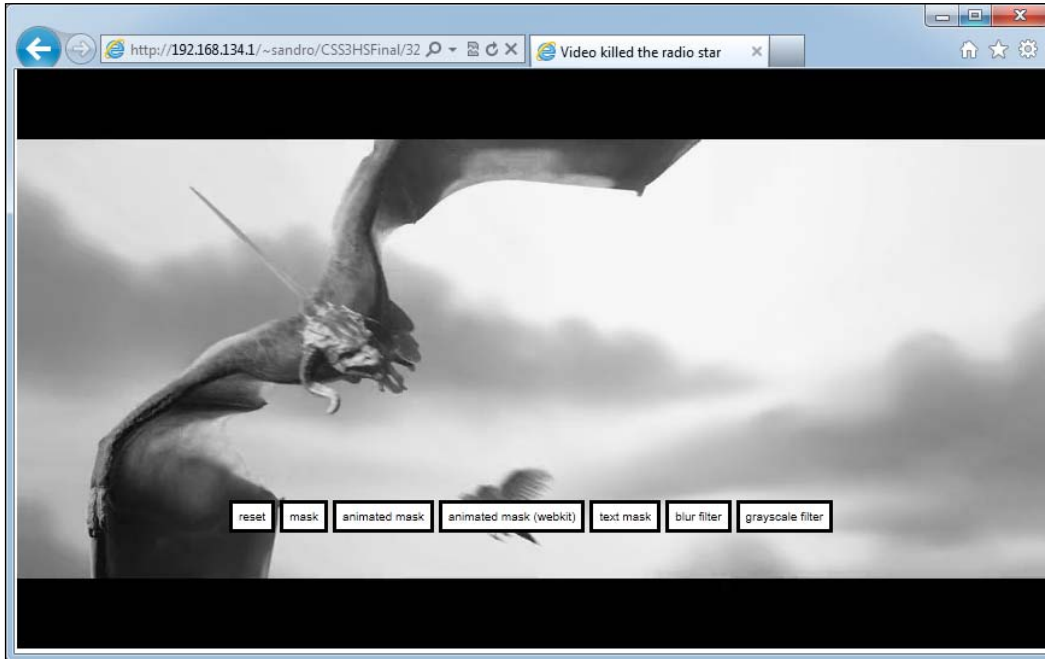 http://192.168.134.1/~sandro/CSS3HSFinal/32
Video killed the radio star
reset mask animated mask animated mask (webkit) text mask blur filter grayscale filter